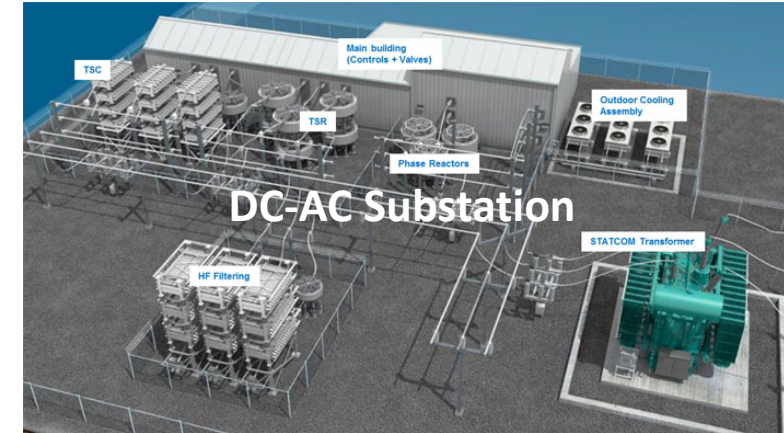 Main building
(Controls + Valves)
TSC
Outdoor Cooling
Assembly
TSR
Phase Reactors
DC-AC Substation
STATCOM Transformer
HF Filtering